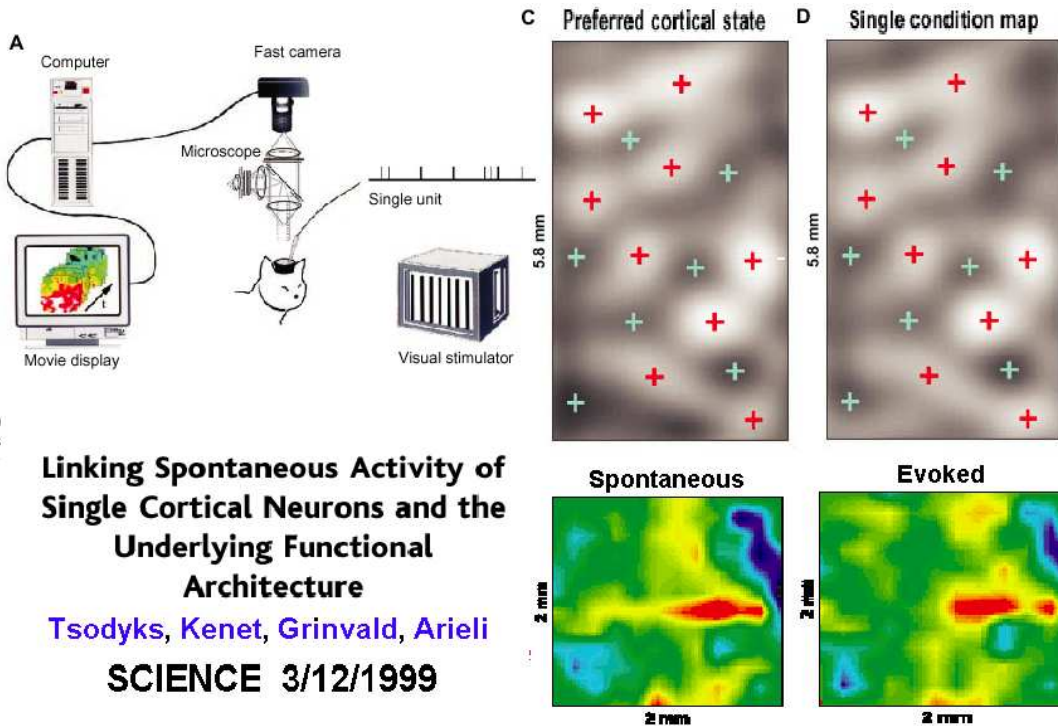 A
Computer
Fast camera
Microscope
Single unit
Movie display
t
Visual stimulator
C
Preferred cortical state
5.8 mm
D
Single condition map
5.8 mm
Linking Spontaneous Activity of
Single Cortical Neurons and the
Underlying Functional
Architecture
Tsodyks, Kenet, Grinvald, Arieli
SCIENCE 3/12/1999
Spontaneous
2 mm
2 mm
Evoked
2 mm
2 mm